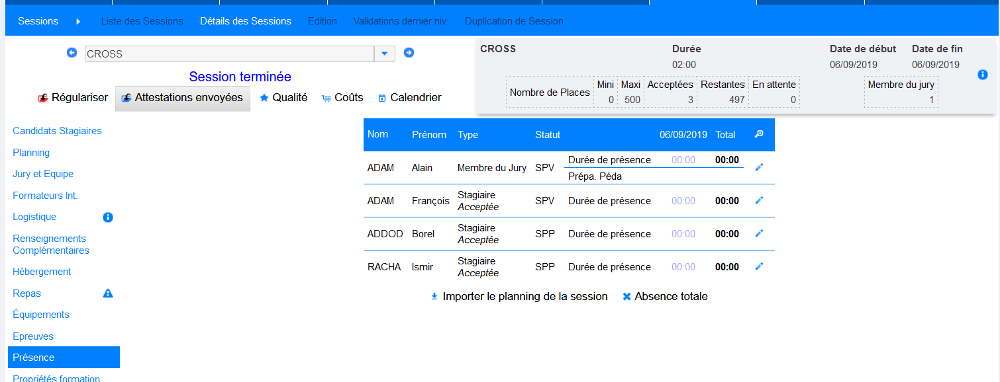 Sessions Liste des Sessions Détails des Sessions Edition Validations dernier niv. Duplication de Session
CROSS
Session terminée
Régulariser Attestations envoyées Qualité Coûts Calendrier
CROSS Durée Date de début Date de fin
02:00 06/09/2019 06/09/2019
Nombre de Places Mini Maxi Acceptées Restantes En attente Membre du jury
0 500 3 497 0 1
Candidats Stagiaires
Planning
Jury et Equipe
Formateurs Int.
Logistique
Renseignements
Complémentaires
Hébergement
Repas
Équipements
Epreuves
Présence
Propriétés formation
Nom Prénom Type Statut 06/09/2019 Total
ADAM Alain Membre du Jury SPV Durée de présence 00:00 00:00
Prépa. Péda
ADAM François Stagiaire Acceptée SPV Durée de présence 00:00 00:00
ADDOD Borel Stagiaire Acceptée SPP Durée de présence 00:00 00:00
RACHA Ismir Stagiaire Acceptée SPP Durée de présence 00:00 00:00
Importer le planning de la session Absence totale